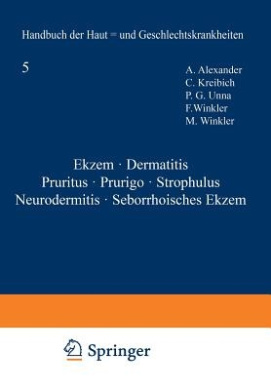 Handbuch der Haut = und Geschlechtskrankheiten
5
A. Alexander
C. Kreibich
P. G. Unna
F.Winkler
M. Winkler
Ekzem · Dermatitis
Pruritus · Prurigo · Strophulus
Neurodermitis · Seborrhoisches Ekzem
Springer